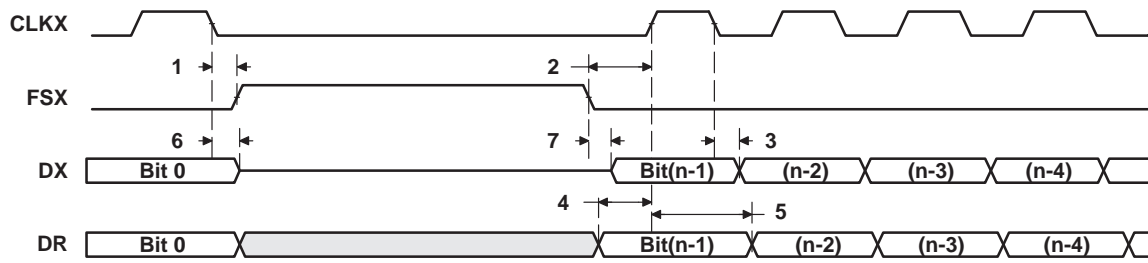 CLKX
1 2
FSX
6 7 3
DX Bit 0 Bit(n-1) (n-2) (n-3) (n-4)
4 5
DR Bit 0 Bit(n-1) (n-2) (n-3) (n-4)